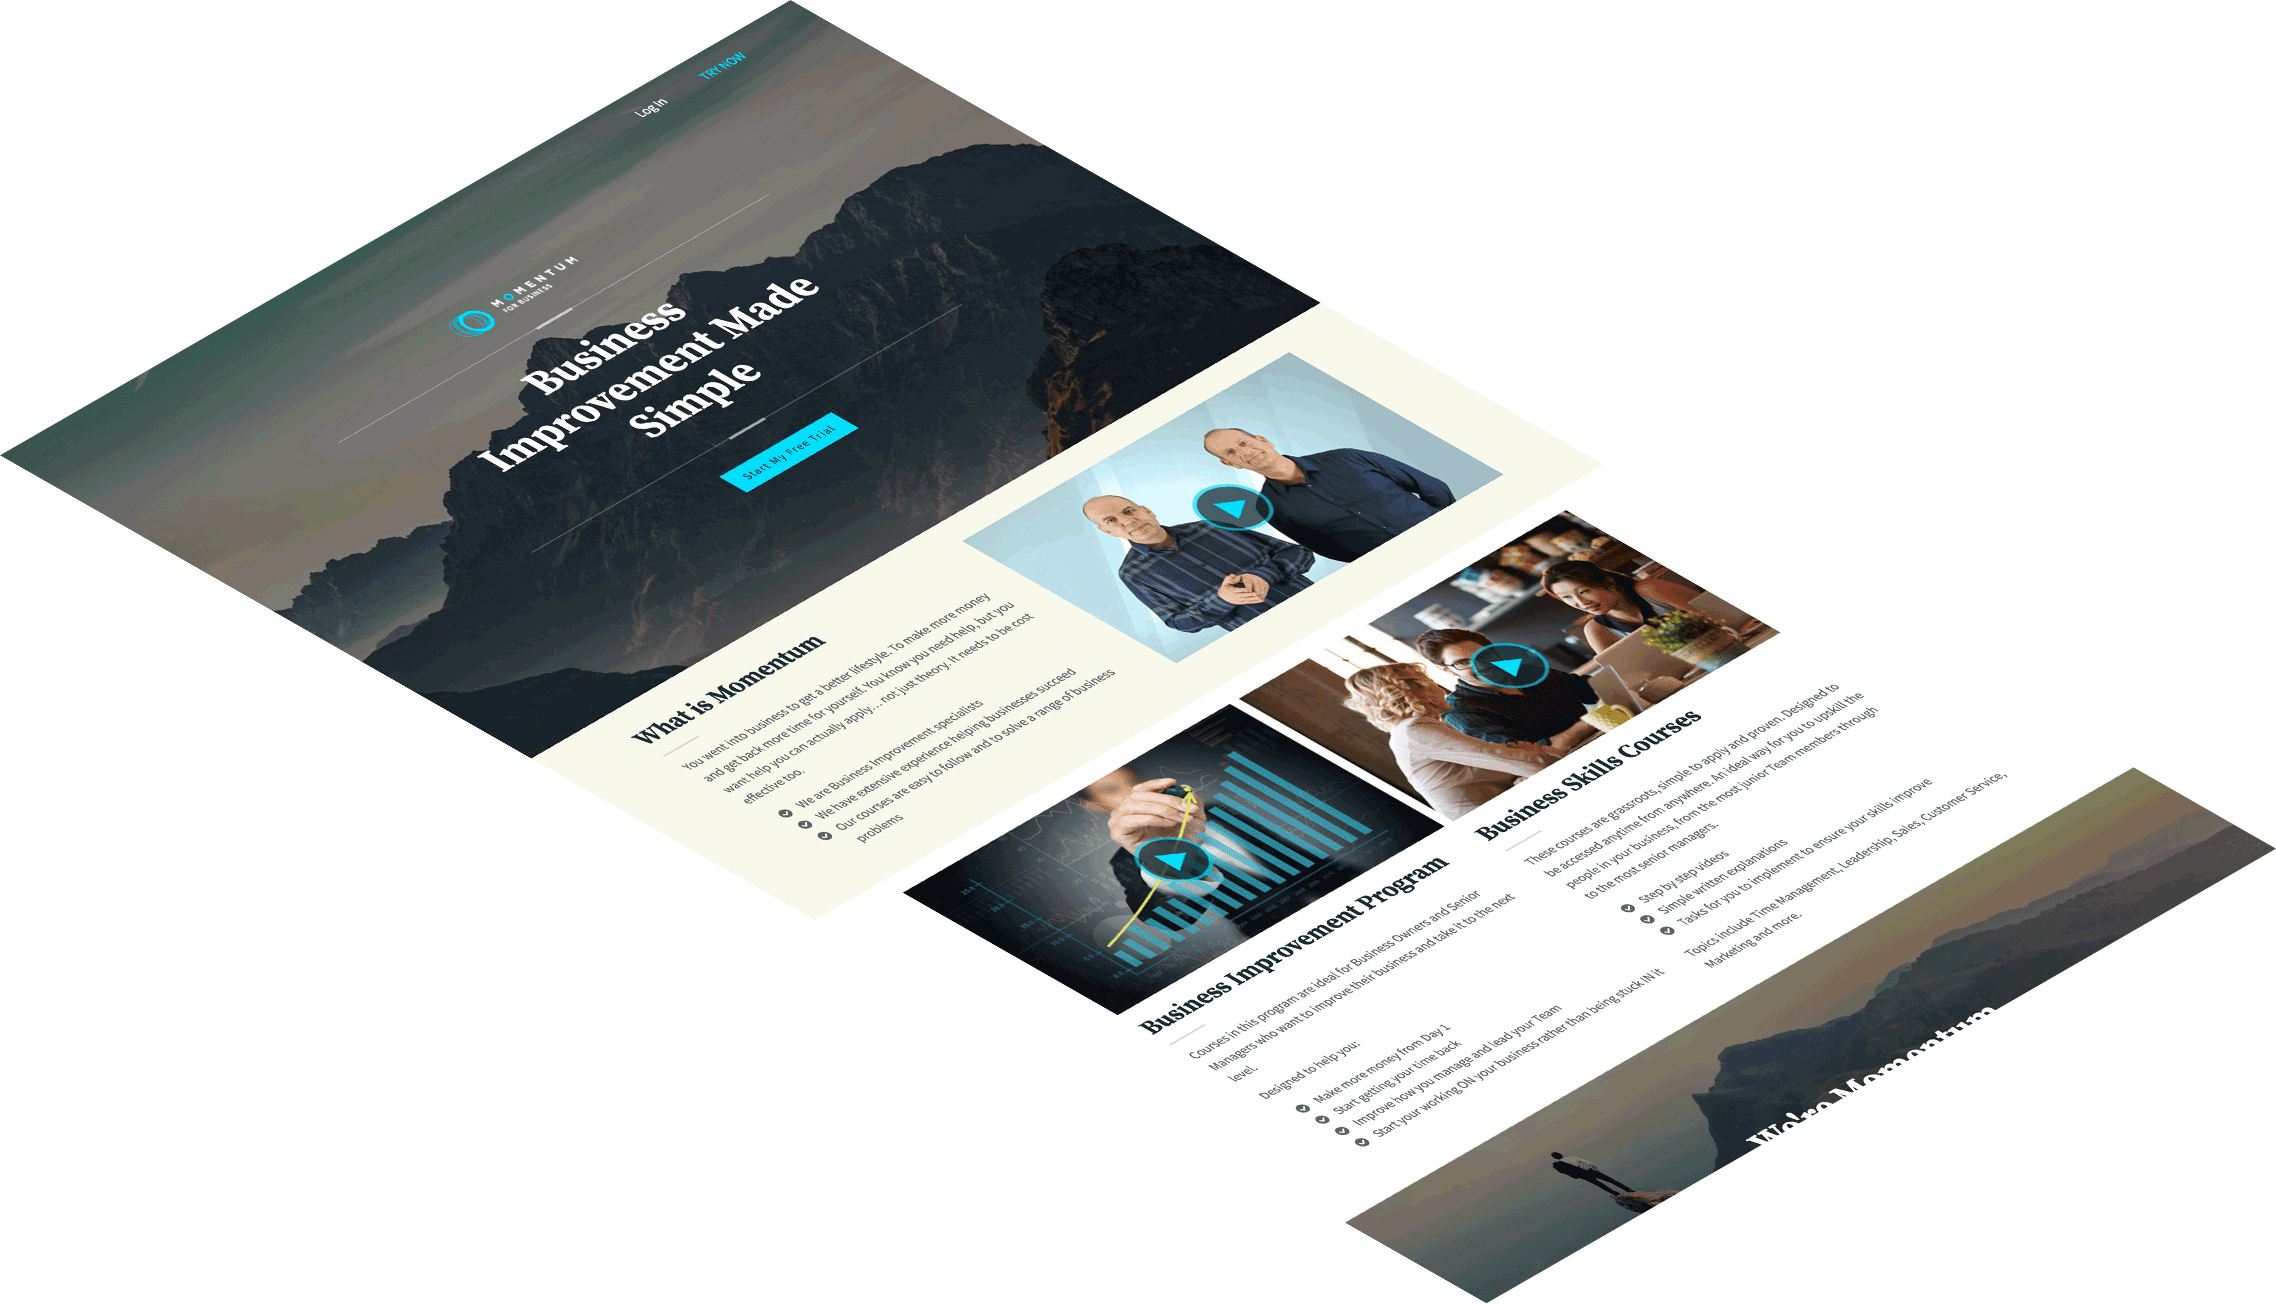 TRY NOW
Log in
MOMENTUM
FOR BUSINESS
Business
Improvement Made
Simple
Start My Free Trial
What is Momentum
You went into business to get a better lifestyle. To make more money
and get back more time for yourself. You know you need help, but you
want help you can actually apply… not just theory. It needs to be cost
effective too.
We are Business Improvement specialists
We have extensive experience helping businesses succeed
Our courses are easy to follow and to solve a range of business
problems
Business Improvement Program
Courses in this program are ideal for Business Owners and Senior
Managers who want to improve their business and take it to the next
level.
Designed to help you:
Make more money from Day 1
Start getting your time back
Improve how you manage and lead your Team
Start your working ON your business rather than being stuck IN it
Business Skills Courses
These courses are grassroots, simple to apply and proven. Designed to
be accessed anytime from anywhere. An ideal way for you to upskill the
people in your business, from the most junior Team members through
to the most senior managers.
Step by step videos
Simple written explanations
Tasks for you to implement to ensure your skills improve
Topics include Time Management, Leadership, Sales, Customer Service,
Marketing and more.
We're Momentum